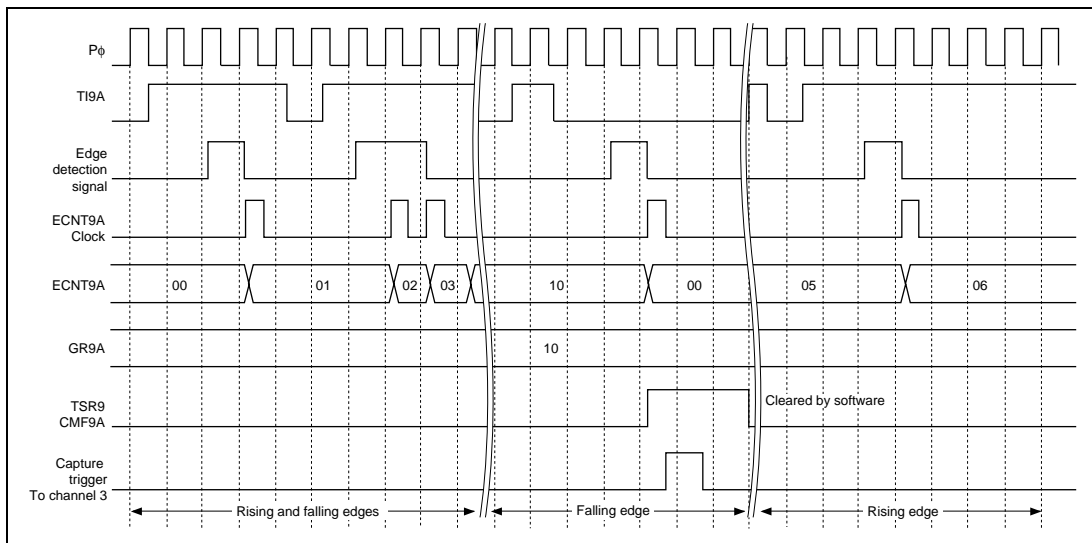 Pϕ
TI9A
Edge
detection
signal
ECNT9A
Clock
ECNT9A
00
01
02
03
10
00
05
06
GR9A
10
TSR9
CMF9A
Cleared by software
Capture
trigger
To channel 3
Rising and falling edges
Falling edge
Rising edge